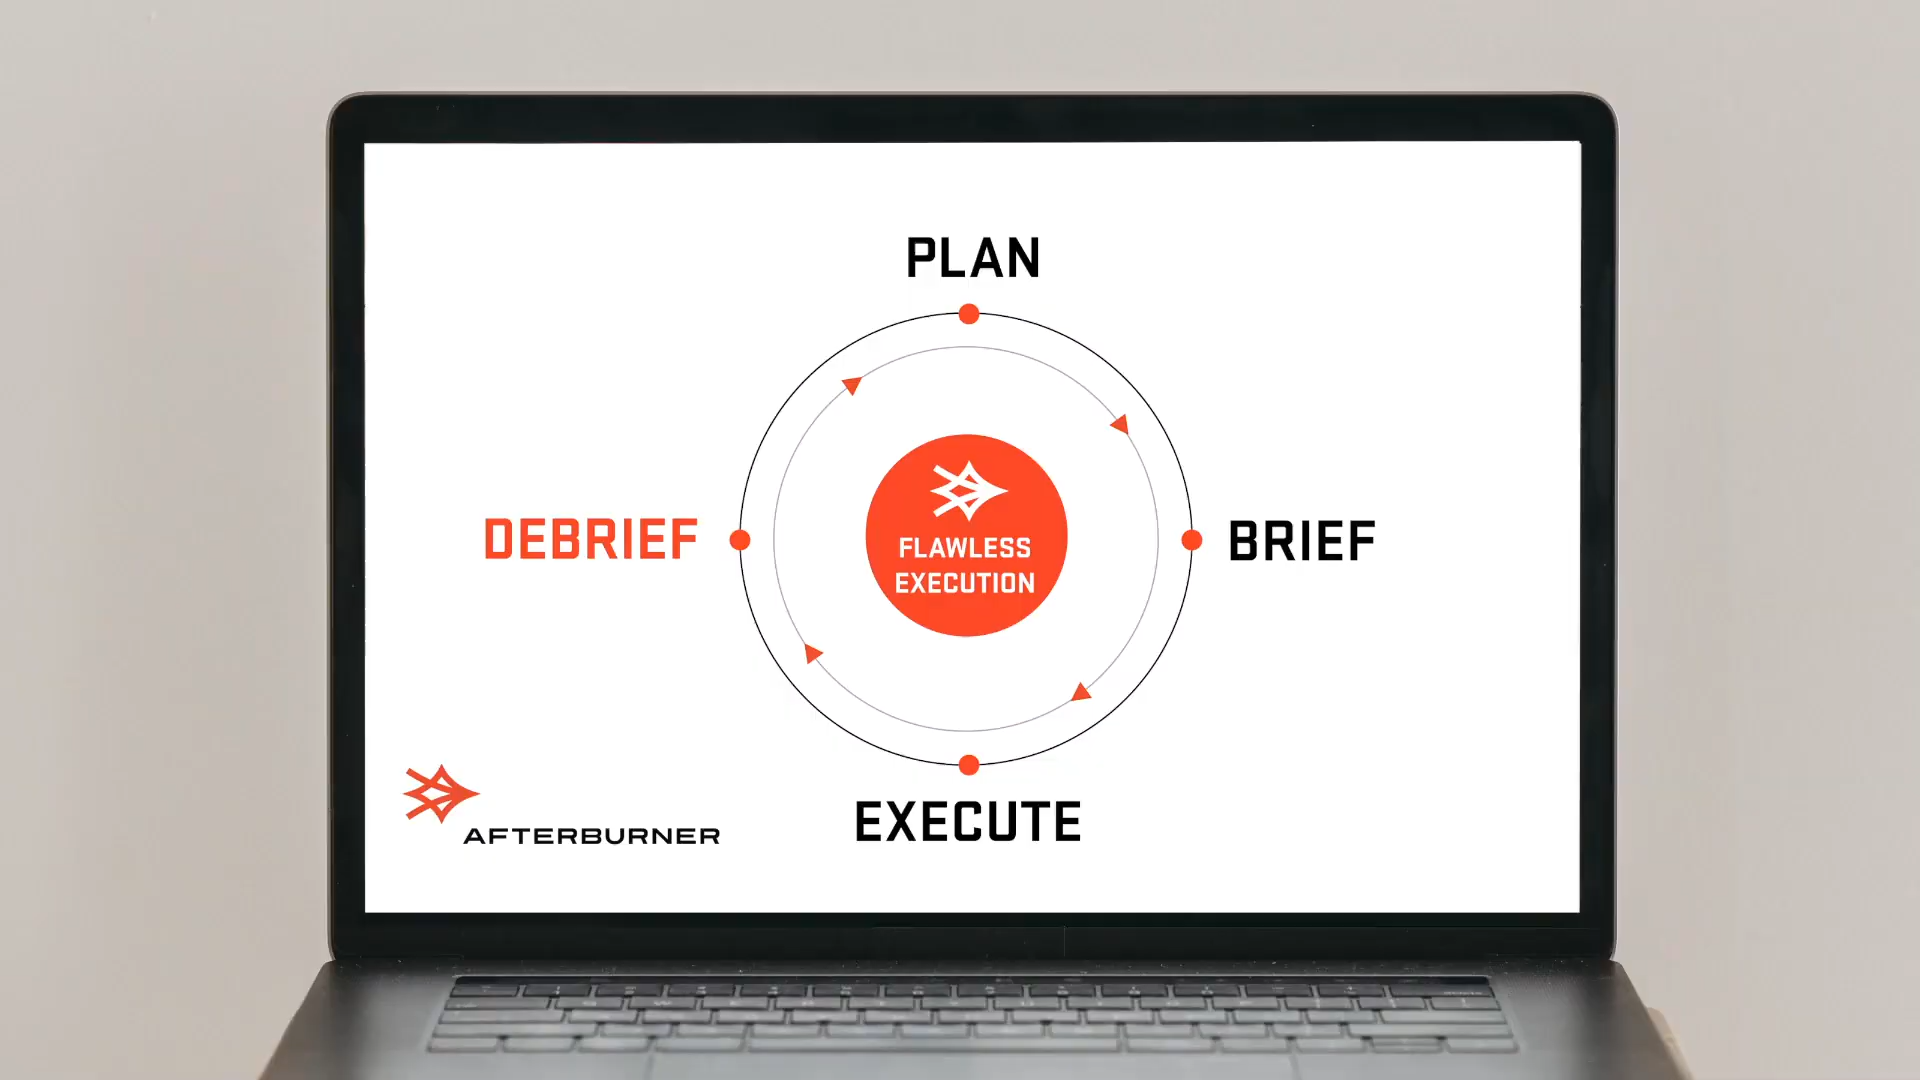 PLAN
DEBRIEF
FLAWLESS
EXECUTION
BRIEF
EXECUTE
AFTERBURNER